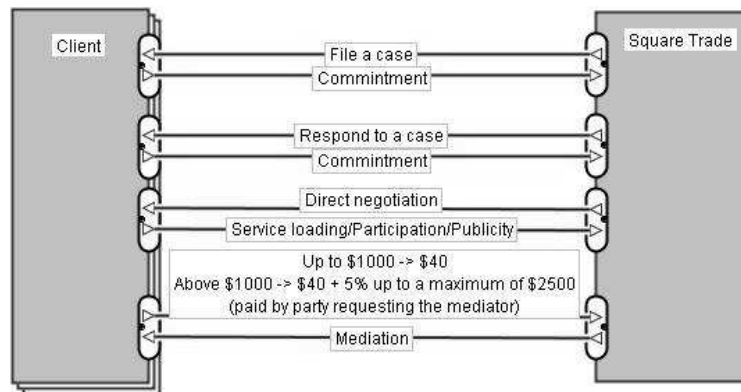 Client
Square Trade
File a case
Commintment
Respond to a case
Commintment
Direct negotiation
Service loading/Participation/Publicity
Up to $1000 -> $40
Above $1000 -> $40 + 5% up to a maximum of $2500
(paid by party requesting the mediator)
Mediation